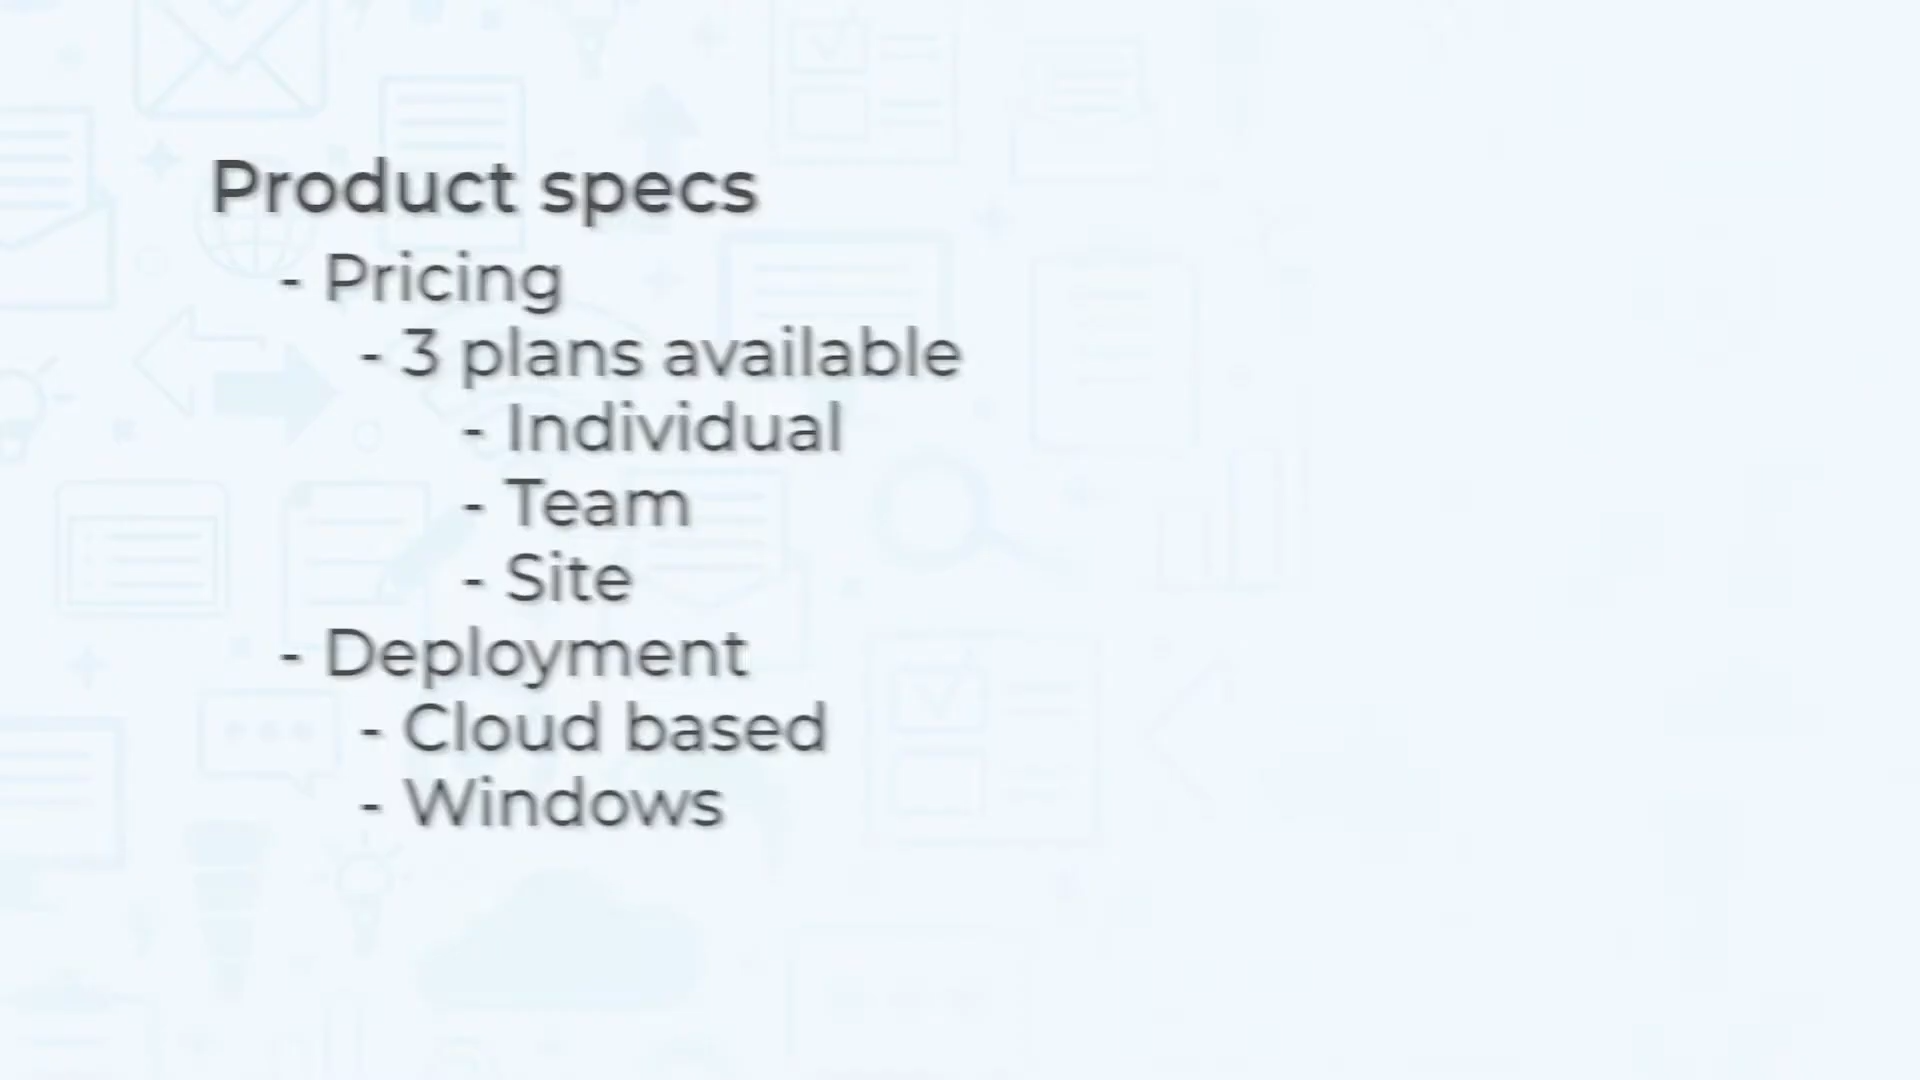 Product specs
- Pricing
- 3 plans available
- Individual
- Team
- Site
- Deployment
- Cloud based
- Windows